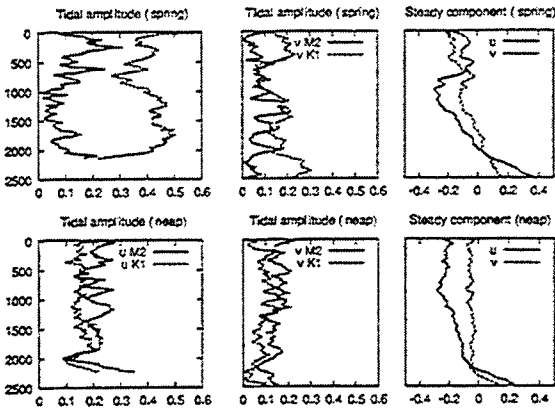 Tidal amplitude (spring) Tidal amplitude (spring) Steady component (spring)
0
500
1000
1500
2000
2500
v M2
v K1
u
v
0 0.1 0.2 0.3 0.4 0.5 0.6
0 0.1 0.2 0.3 0.4 0.5 0.6
-0.4 -0.2 0 0.2 0.4
Tidal amplitude (neap) Tidal amplitude (neap) Steady component (neap)
0
500
1000
1500
2000
2500
u M2
u K1
v M2
v K1
u
v
0 0.1 0.2 0.3 0.4 0.5 0.6
0 0.1 0.2 0.3 0.4 0.5 0.6
-0.4 -0.2 0 0.2 0.4